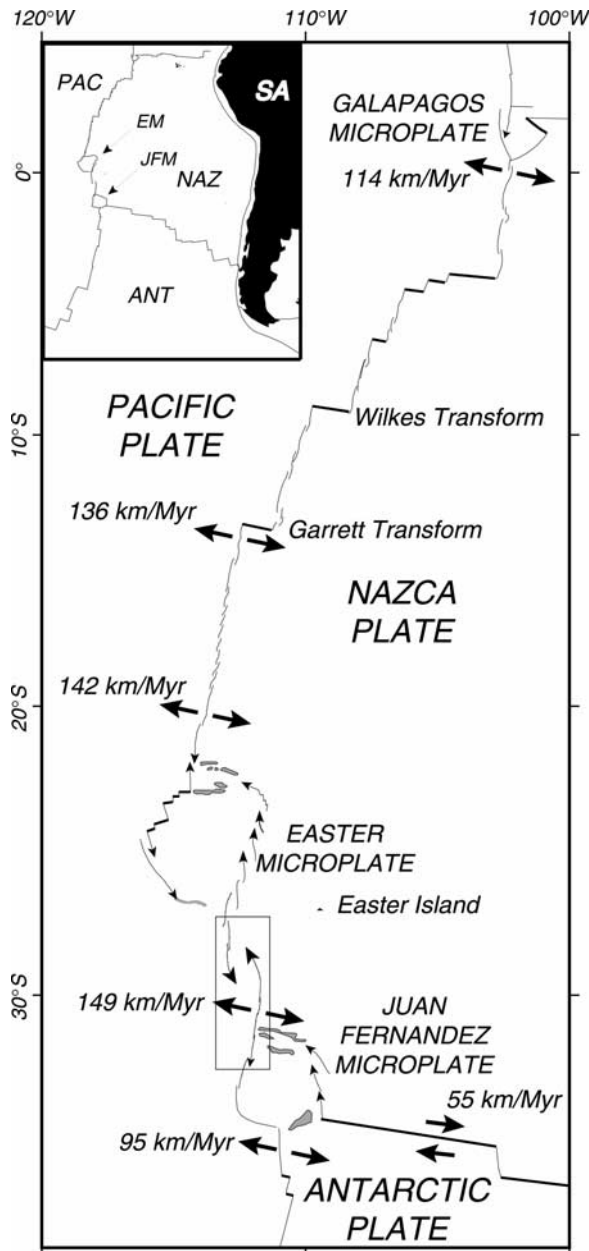 120°W
110°W
100°W
PAC
SA
EM
JFM
NAZ
ANT
GALAPAGOS
MICROPLATE
0°
114 km/Myr
PACIFIC
PLATE
Wilkes Transform
10°S
136 km/Myr
Garrett Transform
NAZCA
PLATE
142 km/Myr
20°S
EASTER
MICROPLATE
Easter Island
30°S
149 km/Myr
JUAN
FERNANDEZ
MICROPLATE
55 km/Myr
95 km/Myr
ANTARCTIC
PLATE